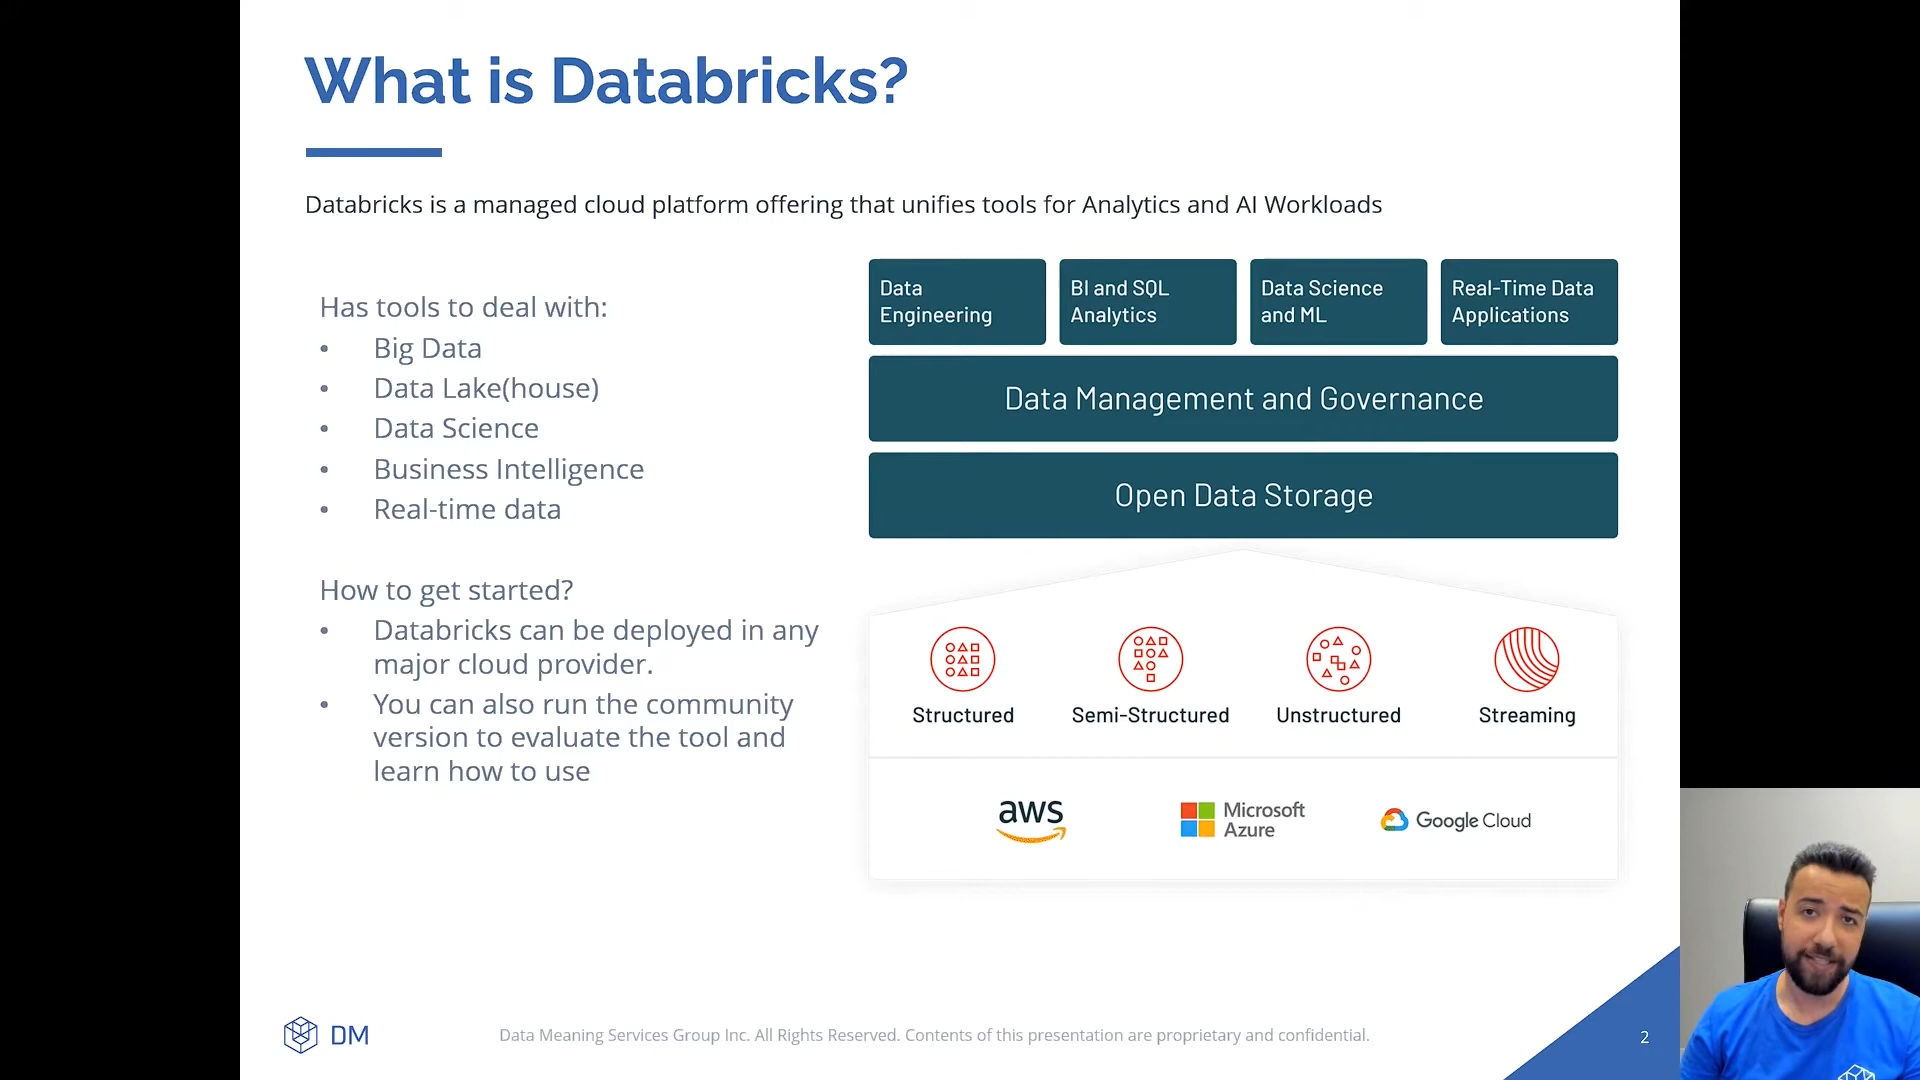 What is Databricks?
Databricks is a managed cloud platform offering that unifies tools for Analytics and AI Workloads
Has tools to deal with:
• Big Data
• Data Lake(house)
• Data Science
• Business Intelligence
• Real-time data
How to get started?
• Databricks can be deployed in any
major cloud provider.
• You can also run the community
version to evaluate the tool and
learn how to use
Data
Engineering
BI and SQL
Analytics
Data Science
and ML
Real-Time Data
Applications
Data Management and Governance
Open Data Storage
Structured
Semi-Structured
Unstructured
Streaming
aws
Microsoft
Azure
Google Cloud
DM
Data Meaning Services Group Inc. All Rights Reserved. Contents of this presentation are proprietary and confidential.
2